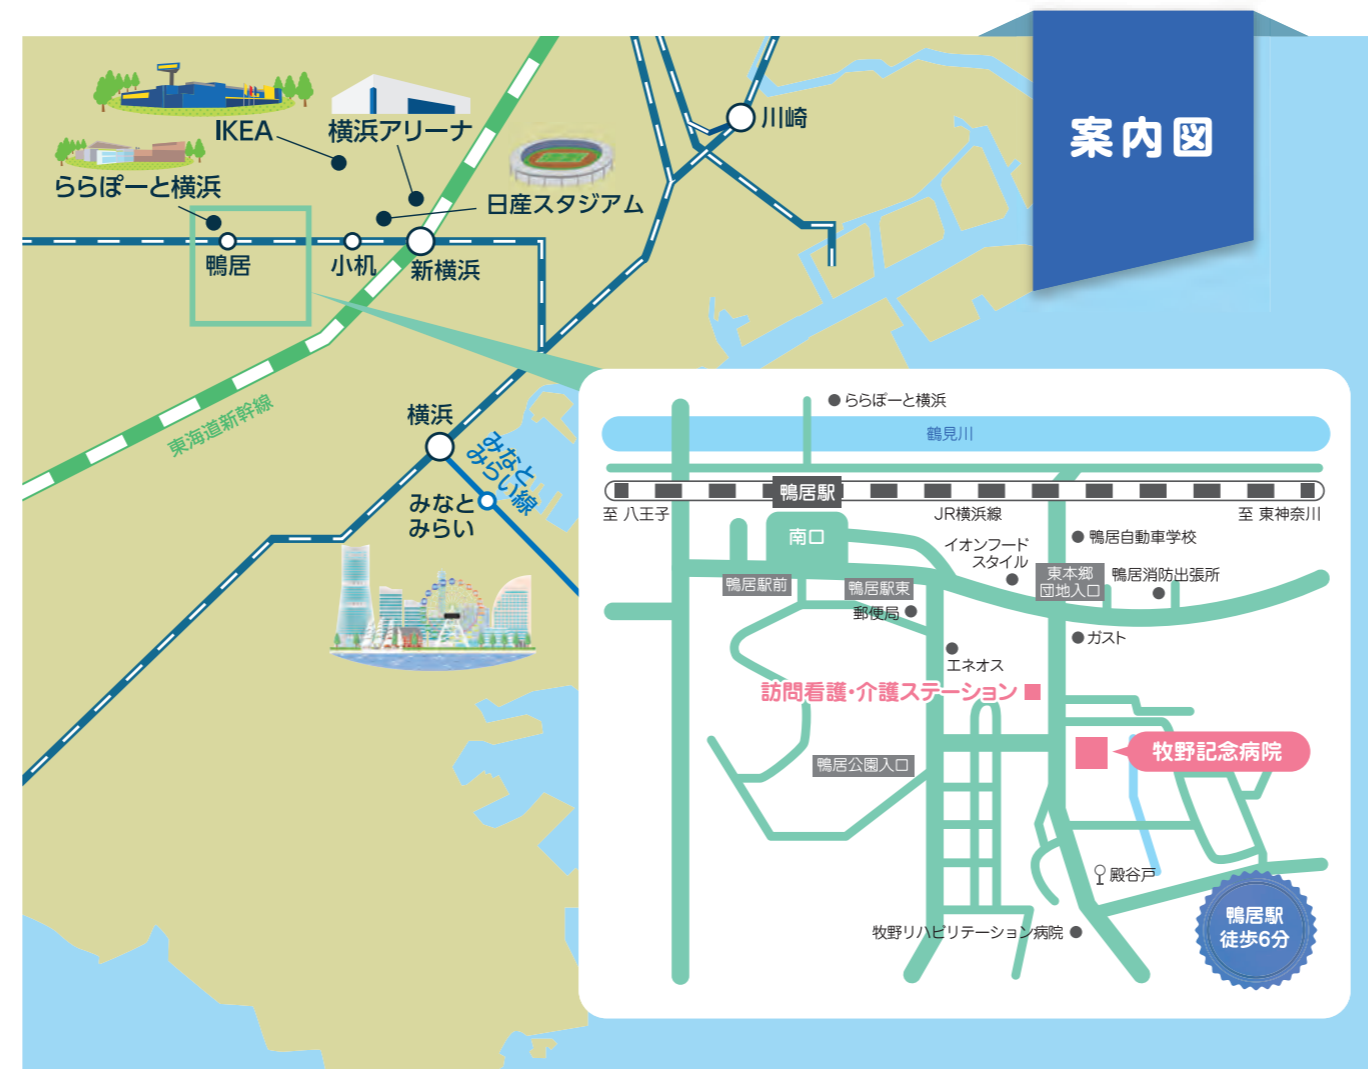 案内図
IKEA
横浜アリーナ
川崎
ららぽーと横浜
日産スタジアム
鴨居
小机
新横浜
東海道新幹線
横浜
みなと
みらい線
みなと
みらい
ららぽーと横浜
鶴見川
鴨居駅
至 八王子
JR横浜線
至 東神奈川
南口
イオンフード
スタイル
鴨居自動車学校
鴨居駅前
鴨居駅東
東本郷
団地入口
鴨居消防出張所
郵便局
ガスト
エネオス
訪問看護・介護ステーション
牧野記念病院
鴨居公園入口
殿谷戸
牧野リハビリテーション病院
鴨居駅
徒歩6分